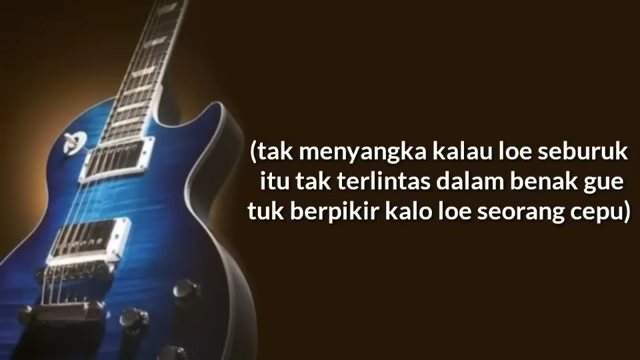 (tak menyangka kalau loe seburuk
itu tak terlintas dalam benak gue
tuk berpikir kalo loe seorang cepu)